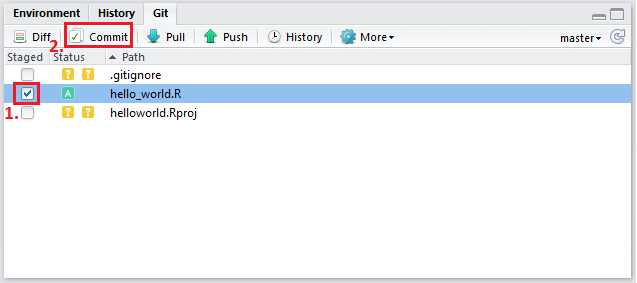 Environment History Git
Diff 2. Commit Pull Push History More master
Staged Status Path
? ? .gitignore
A hello_world.R
1. ? ? helloworld.Rproj